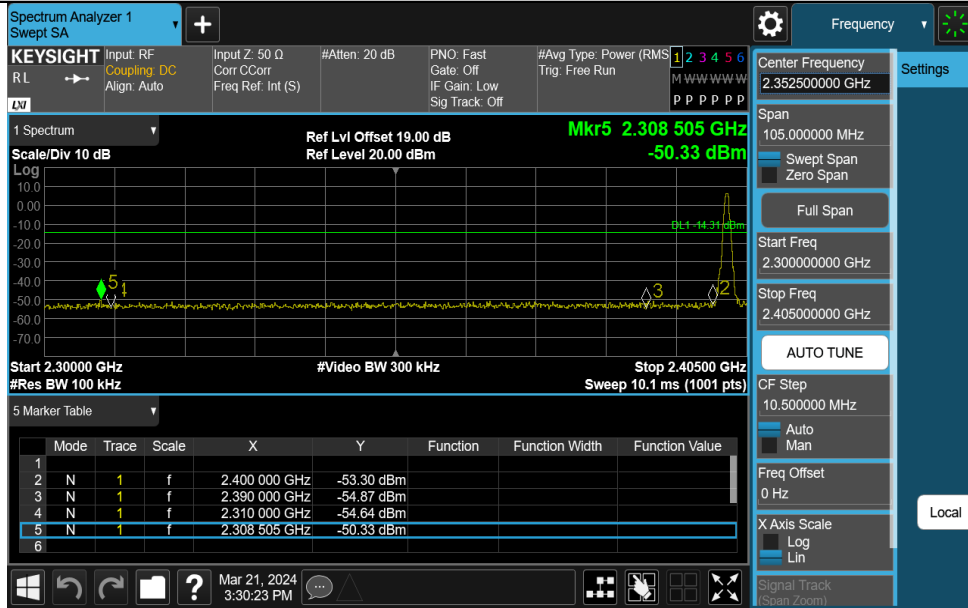 Spectrum Analyzer 1
Swept SA
+
Frequency
KEYSIGHT
RL
LXI
Input: RF
Coupling: DC
Align: Auto
Input Z: 50 Ω
Corr CCorr
Freq Ref: Int (S)
#Atten: 20 dB
PNO: Fast
Gate: Off
IF Gain: Low
Sig Track: Off
#Avg Type: Power (RMS
Trig: Free Run
1 2 3 4 5 6
M W W W W W
P P P P P P
1 Spectrum
Scale/Div 10 dB
Ref Lvl Offset 19.00 dB
Ref Level 20.00 dBm
Mkr5 2.308 505 GHz
-50.33 dBm
Log
10.0
0.00
-10.0
-20.0
-30.0
-40.0
-50.0
-60.0
-70.0
DL1 -14.31 dBm
5
4
3
2
Start 2.30000 GHz
#Res BW 100 kHz
#Video BW 300 kHz
Stop 2.40500 GHz
Sweep 10.1 ms (1001 pts)
5 Marker Table
Mode Trace Scale X Y Function Function Width Function Value
1
2 N 1 f 2.400 000 GHz -53.30 dBm
3 N 1 f 2.390 000 GHz -54.87 dBm
4 N 1 f 2.310 000 GHz -54.64 dBm
5 N 1 f 2.308 505 GHz -50.33 dBm
6
?
Mar 21, 2024
3:30:23 PM
Center Frequency
2.352500000 GHz
Span
105.000000 MHz
Swept Span
Zero Span
Full Span
Start Freq
2.300000000 GHz
Stop Freq
2.405000000 GHz
AUTO TUNE
CF Step
10.500000 MHz
Auto
Man
Freq Offset
0 Hz
X Axis Scale
Log
Lin
Signal Track
(Span Zoom)
Settings
Local